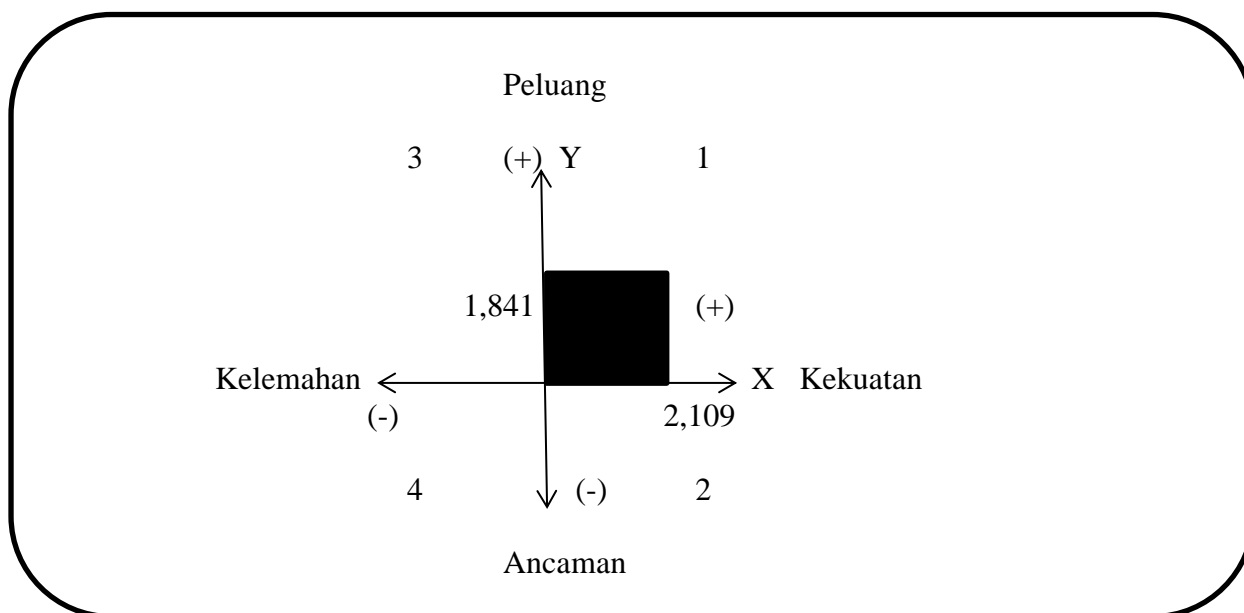 Peluang
3 (+) Y 1
1,841 (+)
Kelemahan X Kekuatan
(-) 2,109
4 (-) 2
Ancaman